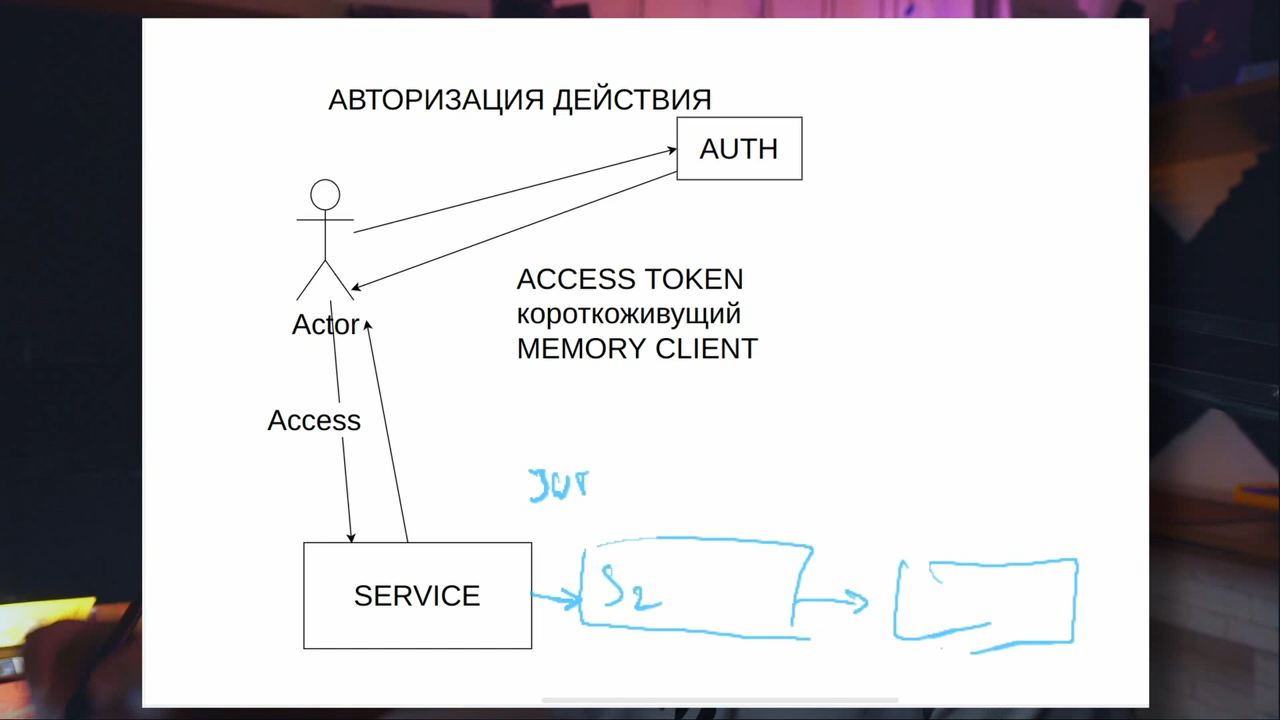 АВТОРИЗАЦИЯ ДЕЙСТВИЯ
AUTH
ACCESS TOKEN
короткоживущий
MEMORY CLIENT
Actor
Access
JWT
SERVICE
S2